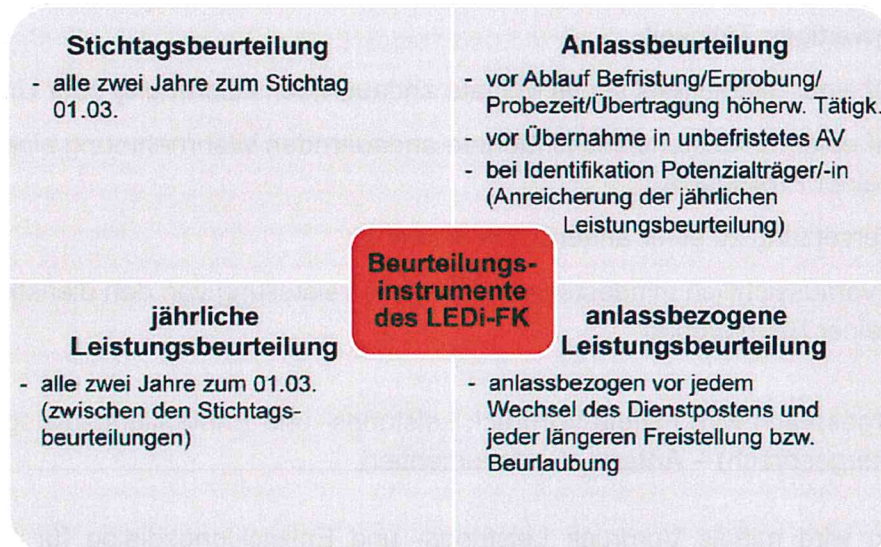 Stichtagsbeurteilung
- alle zwei Jahre zum Stichtag
01.03.
Anlassbeurteilung
- vor Ablauf Befristung/Erprobung/
Probezeit/Übertragung höherw. Tätigk.
- vor Übernahme in unbefristetes AV
- bei Identifikation Potenzialträger/-in
(Anreicherung der jährlichen
Leistungsbeurteilung)
Beurteilungs-
instrumente
des LEDi-FK
jährliche
Leistungsbeurteilung
- alle zwei Jahre zum 01.03.
(zwischen den Stichtags-
beurteilungen)
anlassbezogene
Leistungsbeurteilung
- anlassbezogen vor jedem
Wechsel des Dienstpostens und
jeder längeren Freistellung bzw.
Beurlaubung